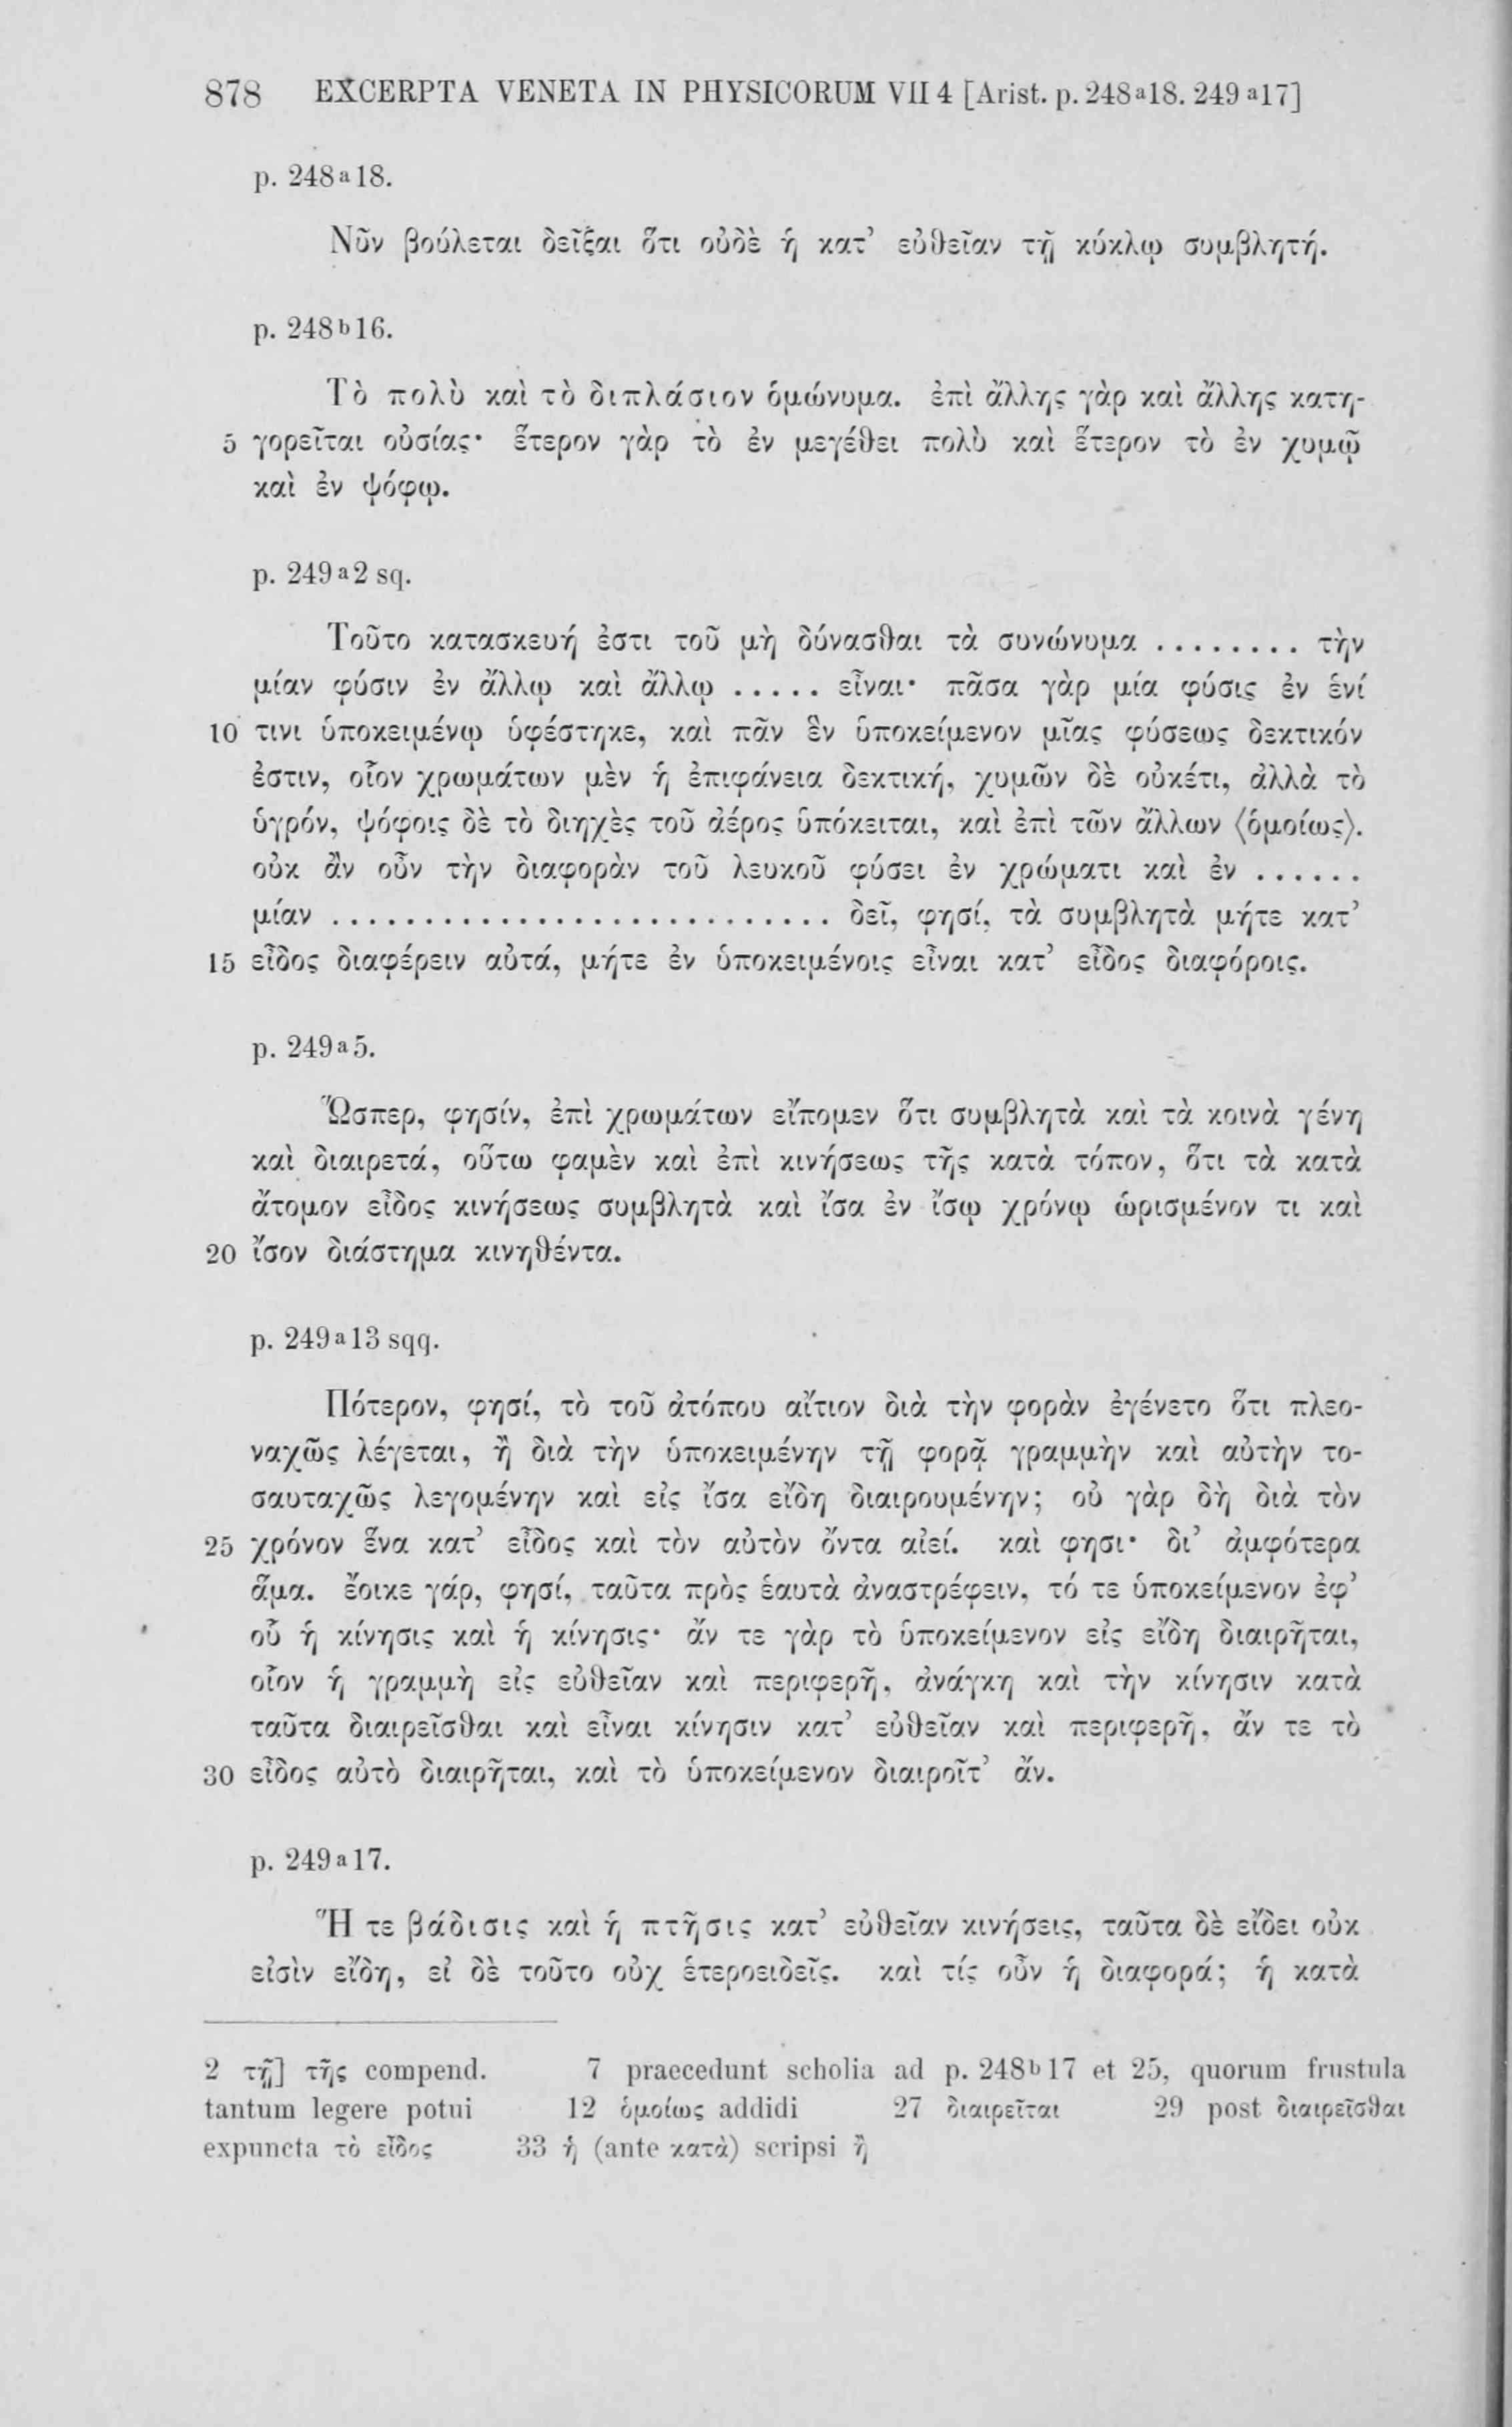 878 EXCERPTA VENETA IN PHYSICORUM VII 4 [Arist. p. 248a18. 249a17]
p. 248a18.
Νῦν βούλεται δεῖξαι ὅτι οὐδὲ ἡ κατ’ εὐθεῖαν τῇ κύκλῳ συμβλητή.
p. 248b16.
Τὸ πολὺ καὶ τὸ διπλάσιον ὁμώνυμα. ἐπὶ ἄλλης γὰρ καὶ ἄλλης κατη-
5 γορεῖται οὐσίας· ἕτερον γὰρ τὸ ἐν μεγέθει πολὺ καὶ ἕτερον τὸ ἐν χυμῷ
καὶ ἐν ψόφῳ.
p. 249a2 sq.
Τοῦτο κατασκευή ἐστι τοῦ μὴ δύνασθαι τὰ συνώνυμα ........ τὴν
μίαν φύσιν ἐν ἄλλῳ καὶ ἄλλῳ ..... εἶναι· πᾶσα γὰρ μία φύσις ἐν ἑνί
10 τινι ὑποκειμένῳ ὑφέστηκε, καὶ πᾶν ἓν ὑποκείμενον μῖας φύσεως δεκτικόν
ἐστιν, οἷον χρωμάτων μὲν ἡ ἐπιφάνεια δεκτική, χυμῶν δὲ οὐκέτι, ἀλλὰ τὸ
ὑγρόν, ψόφοις δὲ τὸ διηχὲς τοῦ ἀέρος ὑπόκειται, καὶ ἐπὶ τῶν ἄλλων ⟨ὁμοίως⟩.
οὐκ ἂν οὖν τὴν διαφορὰν τοῦ λευκοῦ φύσει ἐν χρώματι καὶ ἐν ......
μίαν ............................ δεῖ, φησί, τὰ συμβλητὰ μήτε κατ’
15 εἶδος διαφέρειν αὐτά, μήτε ἐν ὑποκειμένοις εἶναι κατ’ εἶδος διαφόροις.
p. 249a5.
Ὥσπερ, φησίν, ἐπὶ χρωμάτων εἴπομεν ὅτι συμβλητὰ καὶ τὰ κοινὰ γένη
καὶ διαιρετά, οὕτω φαμὲν καὶ ἐπὶ κινήσεως τῆς κατὰ τόπον, ὅτι τὰ κατὰ
ἄτομον εἶδος κινήσεως συμβλητὰ καὶ ἴσα ἐν ἴσῳ χρόνῳ ὡρισμένον τι καὶ
20 ἴσον διάστημα κινηθέντα.
p. 249a13 sqq.
Πότερον, φησί, τὸ τοῦ ἀτόπου αἴτιον διὰ τὴν φορὰν ἐγένετο ὅτι πλεο-
ναχῶς λέγεται, ἢ διὰ τὴν ὑποκειμένην τῇ φορᾷ γραμμὴν καὶ αὐτὴν το-
σαυταχῶς λεγομένην καὶ εἰς ἴσα εἴδη διαιρουμένην; οὐ γὰρ δὴ διὰ τὸν
25 χρόνον ἕνα κατ’ εἶδος καὶ τὸν αὐτὸν ὄντα αἰεί. καὶ φησι· δι’ ἀμφότερα
ἅμα. ἔοικε γάρ, φησί, ταῦτα πρὸς ἑαυτὰ ἀναστρέφειν, τό τε ὑποκείμενον ἐφ’
οὗ ἡ κίνησις καὶ ἡ κίνησις· ἄν τε γὰρ τὸ ὑποκείμενον εἰς εἴδη διαιρῆται,
οἷον ἡ γραμμὴ εἰς εὐθεῖαν καὶ περιφερῆ, ἀνάγκη καὶ τὴν κίνησιν κατὰ
ταῦτα διαιρεῖσθαι καὶ εἶναι κίνησιν κατ’ εὐθεῖαν καὶ περιφερῆ, ἄν τε τὸ
30 εἶδος αὐτὸ διαιρῆται, καὶ τὸ ὑποκείμενον διαιροῖτ’ ἄν.
p. 249a17.
Ἥ τε βάδισις καὶ ἡ πτῆσις κατ’ εὐθεῖαν κινήσεις, ταῦτα δὲ εἴδει οὐκ
εἰσὶν εἴδη, εἰ δὲ τοῦτο οὐχ ἑτεροειδεῖς. καὶ τίς οὖν ἡ διαφορά; ἡ κατὰ
2 τῇ] τῆς compend. 7 praecedunt scholia ad p. 248b17 et 25, quorum frustula
tantum legere potui 12 ὁμοίως addidi 27 διαιρεῖται 29 post διαιρεῖσθαι
expuncta τὸ εἶδος 33 ἡ (ante κατὰ) scripsi ἢ